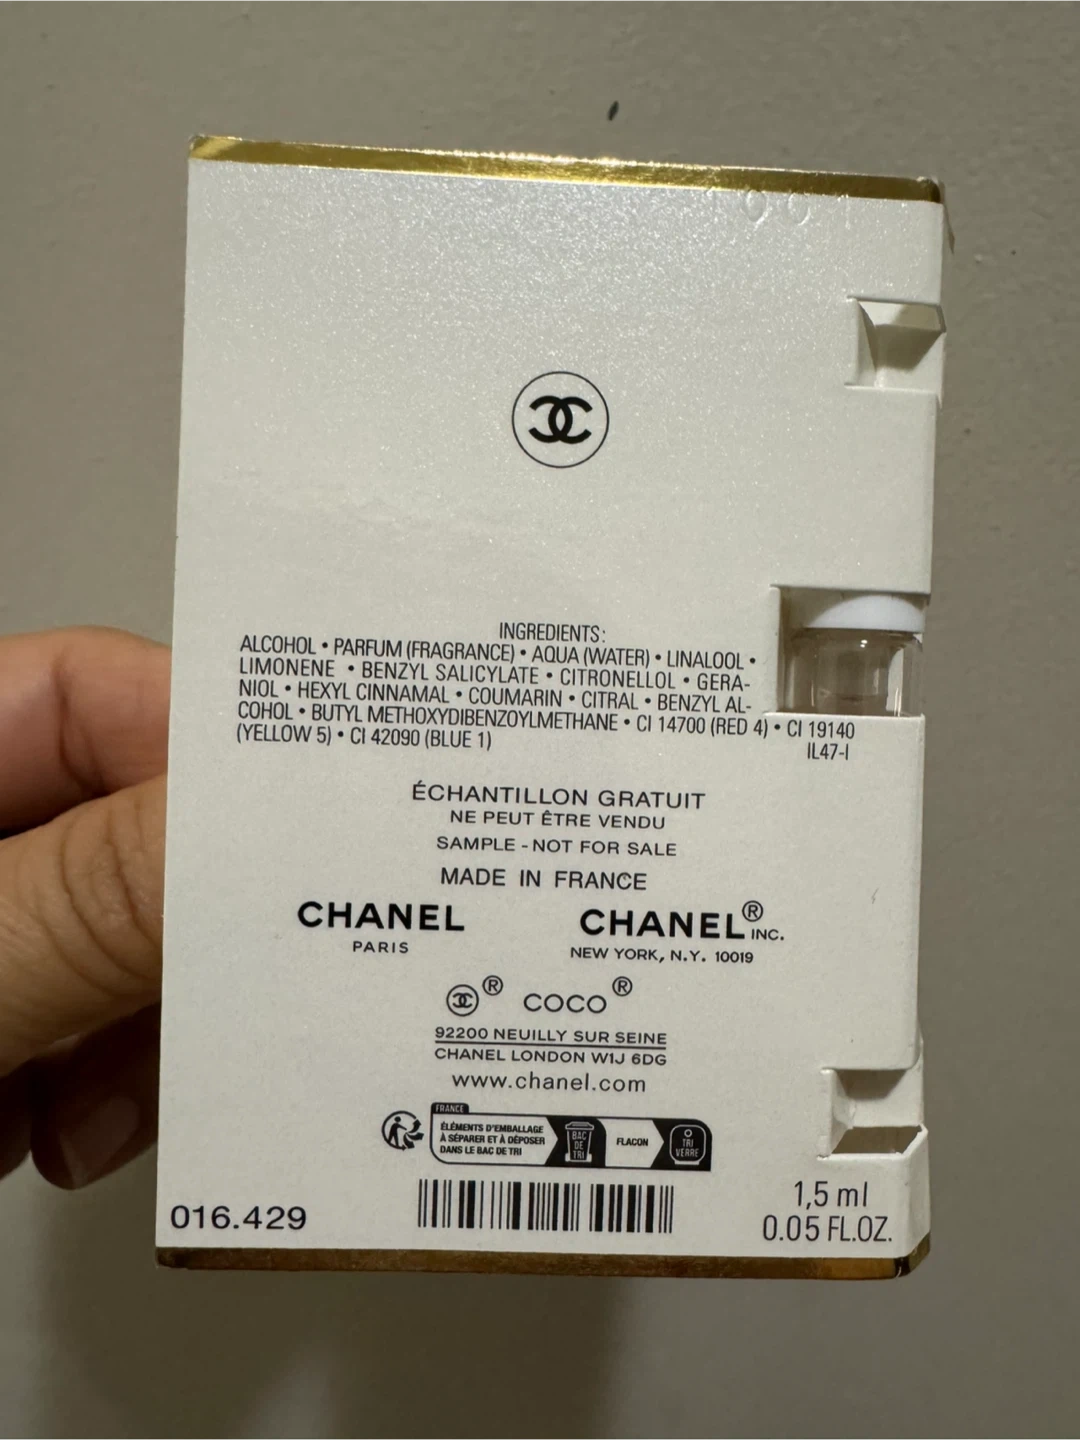 INGREDIENTS:
ALCOHOL • PARFUM (FRAGRANCE) • AQUA (WATER) • LINALOOL •
LIMONENE • BENZYL SALICYLATE • CITRONELLOL • GERA-
NIOL • HEXYL CINNAMAL • COUMARIN • CITRAL • BENZYL AL-
COHOL • BUTYL METHOXYDIBENZOYLMETHANE • CI 14700 (RED 4) • CI 19140
(YELLOW 5) • CI 42090 (BLUE 1)
IL47-I
ÉCHANTILLON GRATUIT
NE PEUT ÊTRE VENDU
SAMPLE - NOT FOR SALE
MADE IN FRANCE
CHANEL
PARIS
CHANEL® INC.
NEW YORK, N.Y. 10019
® COCO®
92200 NEUILLY SUR SEINE
CHANEL LONDON W1J 6DG
www.chanel.com
FRANCE
ÉLÉMENTS D'EMBALLAGE
À SÉPARER ET À DÉPOSER
DANS LE BAC DE TRI
BAC
DE
TRI
FLACON
TRI
VERRE
016.429
1,5 ml
0.05 FL.OZ.